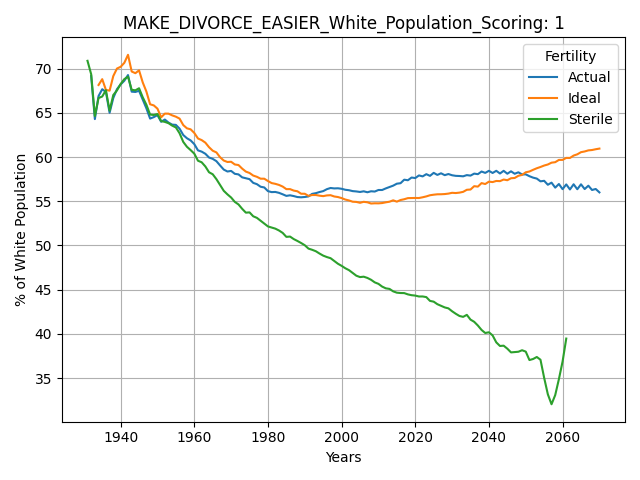 MAKE_DIVORCE_EASIER_White_Population_Scoring: 1
Fertility
Actual
Ideal
Sterile
% of White Population
70
65
60
55
50
45
40
35
1940 1960 1980 2000 2020 2040 2060
Years